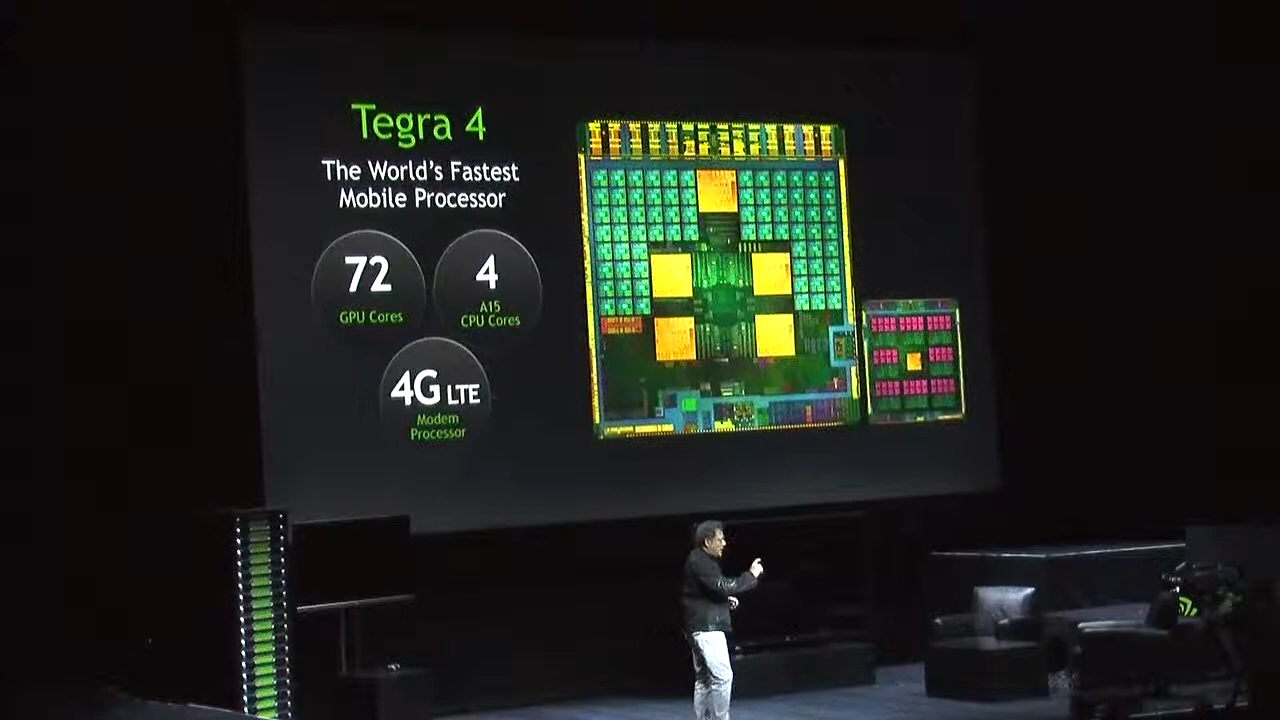 Tegra 4
The World's Fastest
Mobile Processor
72
GPU Cores
4
A15
CPU Cores
4G LTE
Modem
Processor